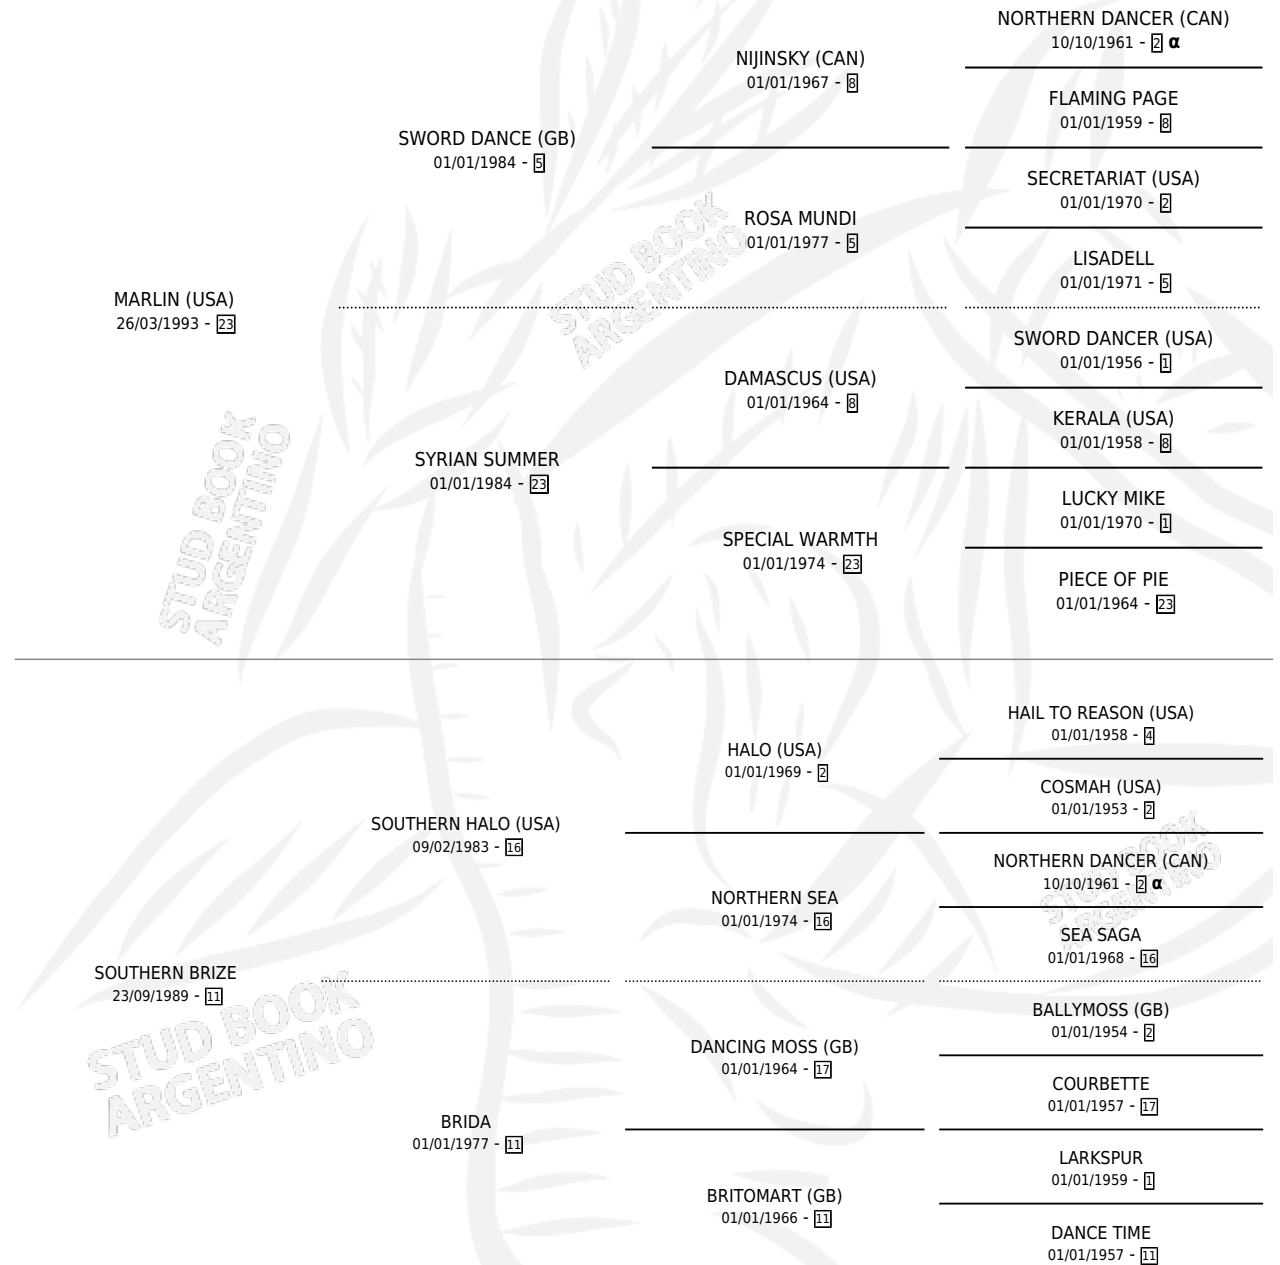 NORTHERN DANCER (CAN)
10/10/1961 - 2 α
NIJINSKY (CAN)
01/01/1967 - 8
FLAMING PAGE
01/01/1959 - 8
SWORD DANCE (GB)
01/01/1984 - 5
SECRETARIAT (USA)
01/01/1970 - 2
ROSA MUNDI
01/01/1977 - 5
LISADELL
01/01/1971 - 5
STUD BOOK
ARGENTINO
MARLIN (USA)
26/03/1993 - 23
SWORD DANCER (USA)
01/01/1956 - 1
DAMASCUS (USA)
01/01/1964 - 8
KERALA (USA)
01/01/1958 - 8
SYRIAN SUMMER
01/01/1984 - 23
LUCKY MIKE
01/01/1970 - 1
SPECIAL WARMTH
01/01/1974 - 23
PIECE OF PIE
01/01/1964 - 23
STUD BOOK
ARGENTINO
HAIL TO REASON (USA)
01/01/1958 - 4
HALO (USA)
01/01/1969 - 2
COSMAH (USA)
01/01/1953 - 2
SOUTHERN HALO (USA)
09/02/1983 - 16
NORTHERN DANCER (CAN)
10/10/1961 - 2 α
STUD BOOK
ARGENTINO
NORTHERN SEA
01/01/1974 - 16
SEA SAGA
01/01/1968 - 16
SOUTHERN BRIZE
23/09/1989 - 11
STUD BOOK
ARGENTINO
BALLYMOSS (GB)
01/01/1954 - 2
DANCING MOSS (GB)
01/01/1964 - 17
COURBETTE
01/01/1957 - 17
BRIDA
01/01/1977 - 11
LARKSPUR
01/01/1959 - 1
BRITOMART (GB)
01/01/1966 - 11
DANCE TIME
01/01/1957 - 11